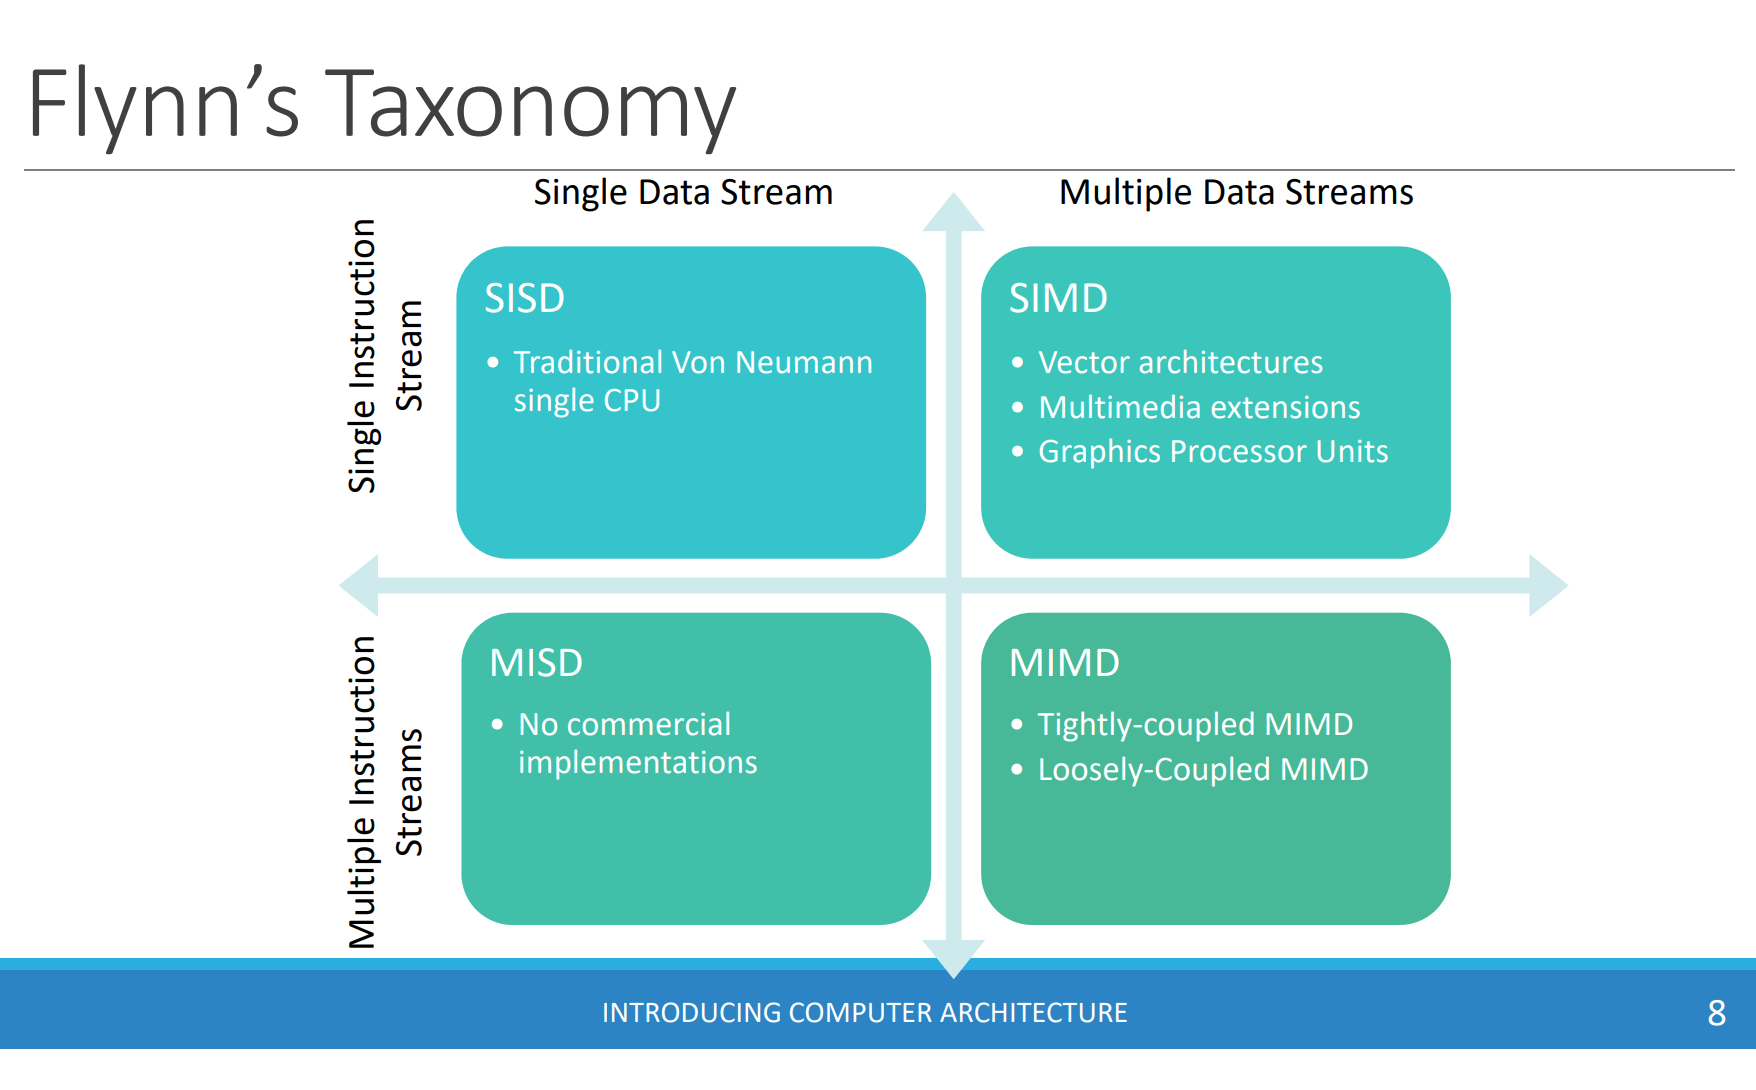 Flynn’s Taxonomy
Single Data Stream
Multiple Data Streams
Single Instruction
Stream
SISD
• Traditional Von Neumann
single CPU
SIMD
• Vector architectures
• Multimedia extensions
• Graphics Processor Units
Multiple Instruction
Streams
MISD
• No commercial
implementations
MIMD
• Tightly-coupled MIMD
• Loosely-Coupled MIMD
INTRODUCING COMPUTER ARCHITECTURE
8